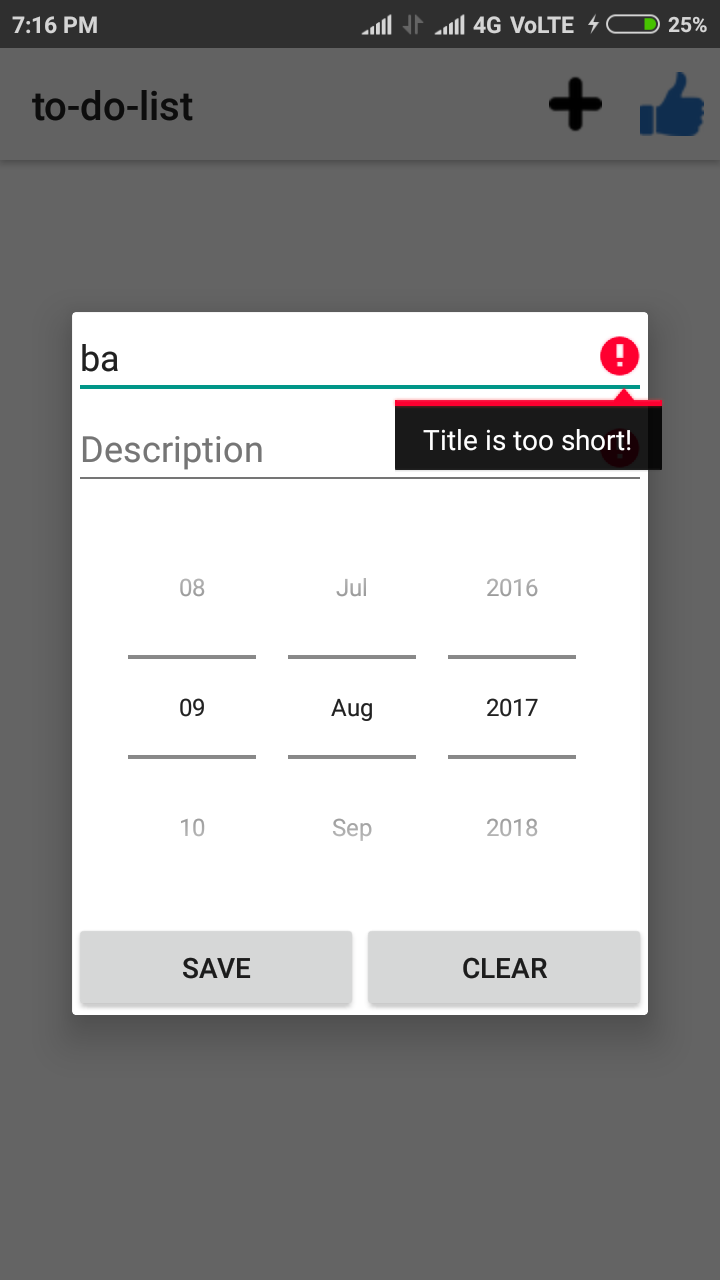 7:16 PM 4G VoLTE 25%
to-do-list
ba
Title is too short!
Description
08 Jul 2016
09 Aug 2017
10 Sep 2018
SAVE CLEAR